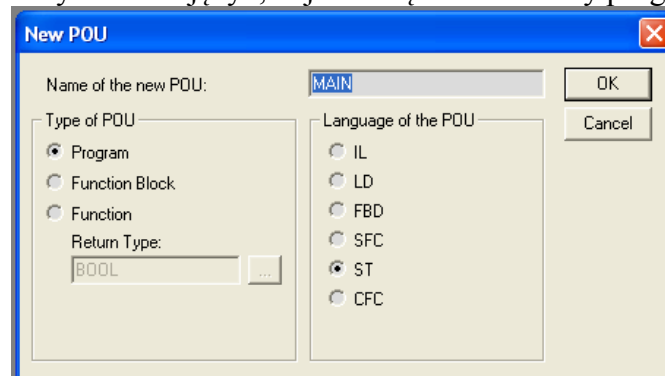 New POU
Name of the new POU: MAIN OK
Type of POU Language of the POU Cancel
Program IL
Function Block LD
Function FBD
Return Type: SFC
BOOL ... ST
CFC